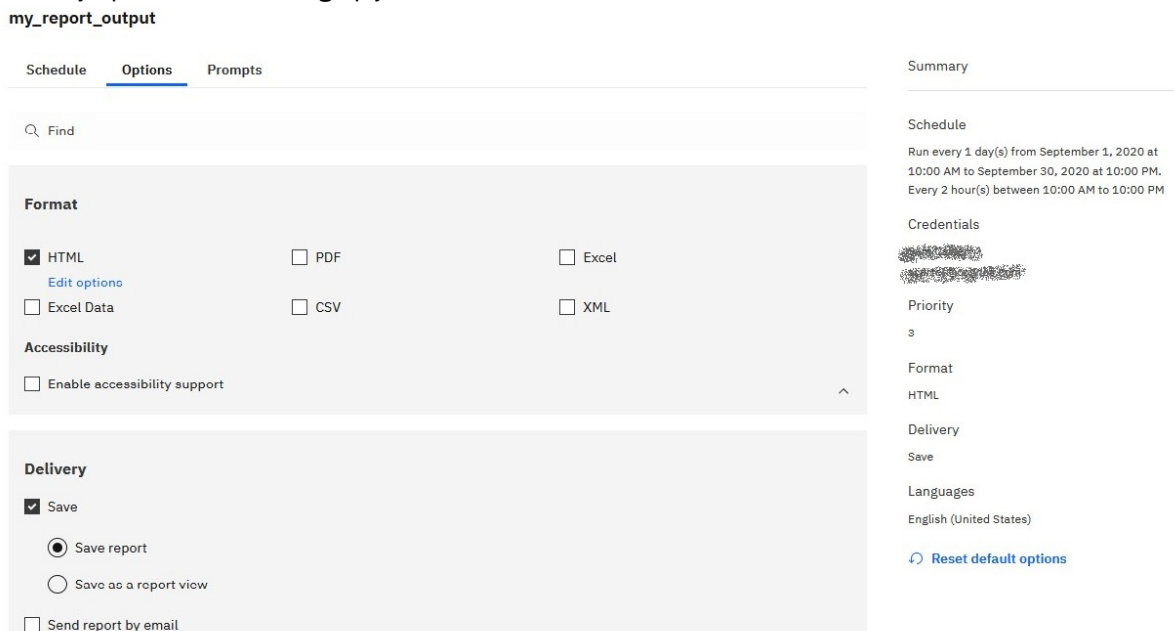 my_report_output
Schedule Options Prompts
Find
Format
HTML PDF Excel
Edit options
Excel Data CSV XML
Accessibility
Enable accessibility support
Delivery
Save
Save report
Save as a report view
Send report by email
Summary
Schedule
Run every 1 day(s) from September 1, 2020 at
10:00 AM to September 30, 2020 at 10:00 PM.
Every 2 hour(s) between 10:00 AM to 10:00 PM
Credentials
Priority
3
Format
HTML
Delivery
Save
Languages
English (United States)
Reset default options